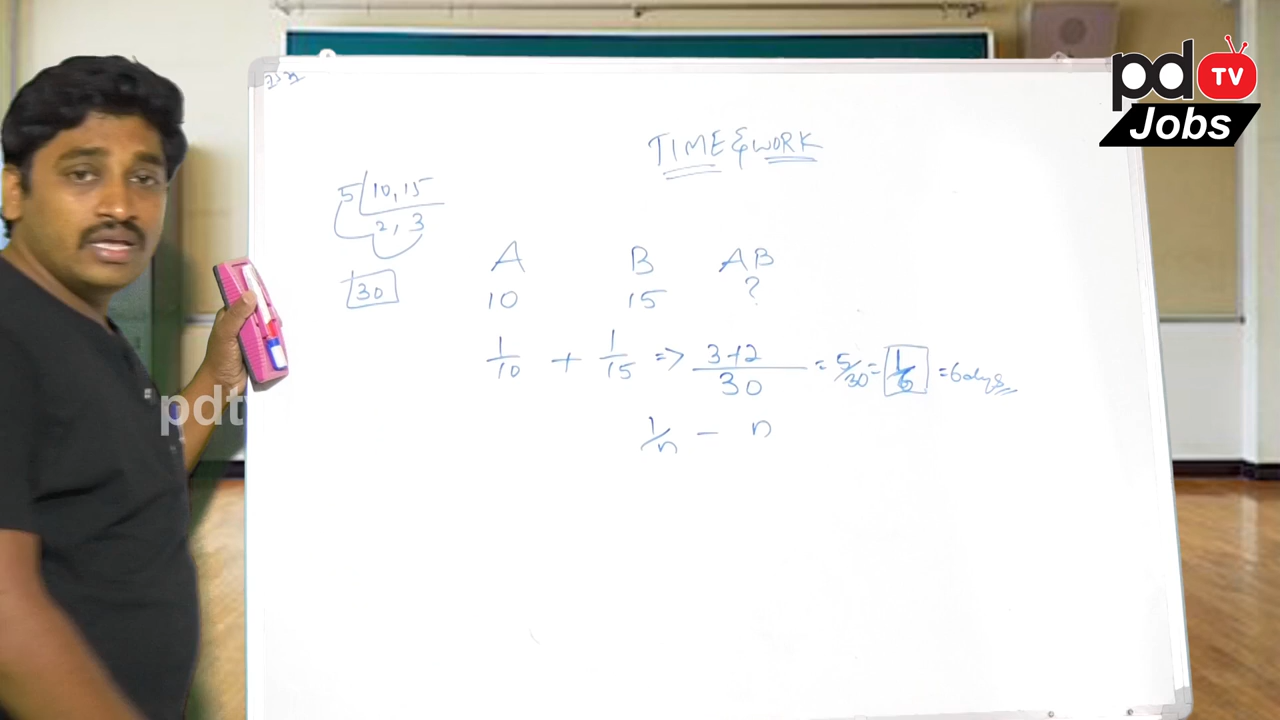 pd TV
Jobs
TIME & WORK
5 | 10, 15
2, 3
30
A B AB
10 15 ?
1/10 + 1/15 => 3+2/30 = 5/30 = 1/6 = 6 days
1/n - n
pdtv